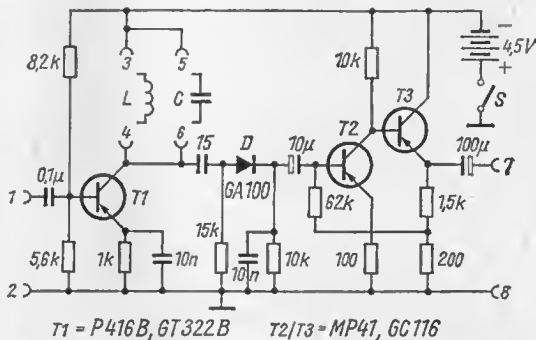 8,2k
3
5
L
C
4
6
15
D
GA100
10µ
10k
T2
T3
−
4,5V
+
S
100µ
7
1
0,1µ
T1
62k
1,5k
5,6k
1k
10n
15k
10n
10k
100
200
2
8
T1 = P416B, GT322B
T2/T3 = MP41, GC116